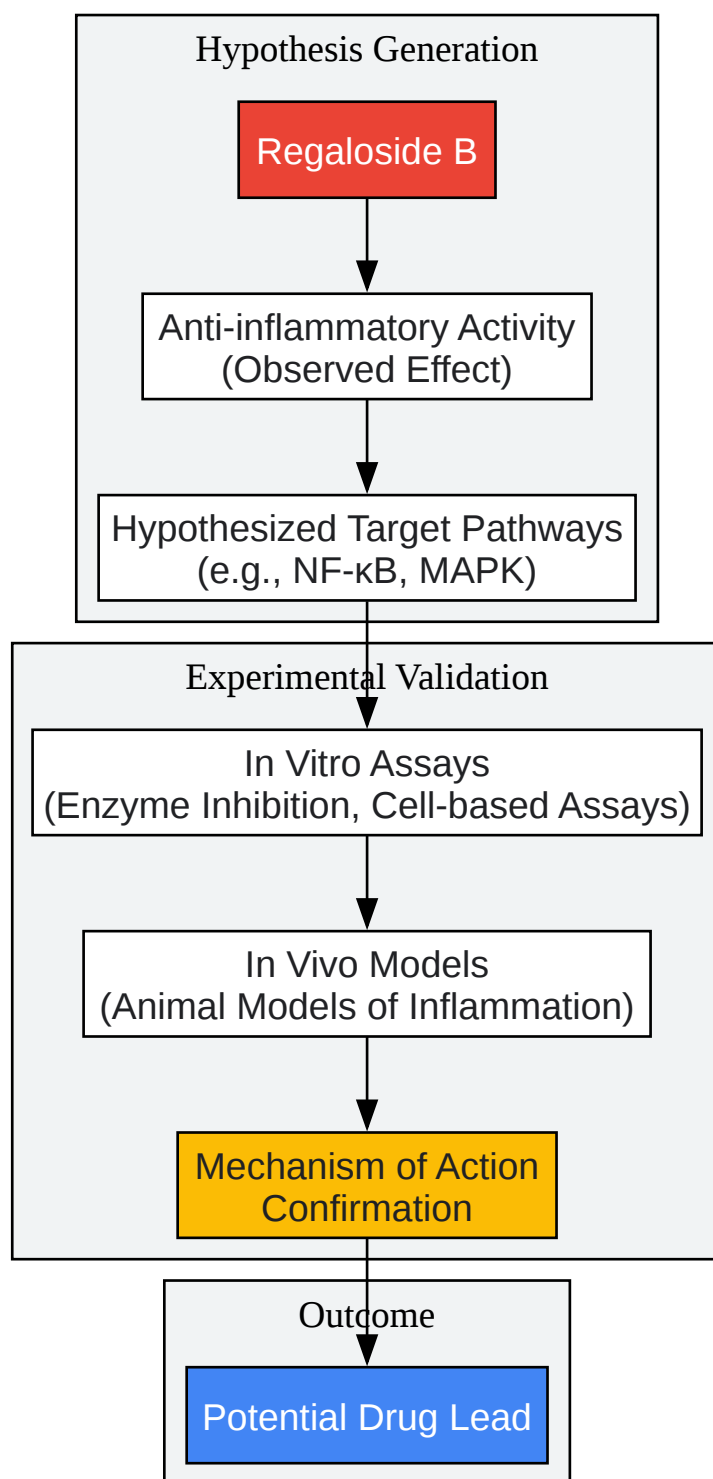 Hypothesis Generation
Regaloside B
Anti-inflammatory Activity
(Observed Effect)
Hypothesized Target Pathways
(e.g., NF-κB, MAPK)
Experimental Validation
In Vitro Assays
(Enzyme Inhibition, Cell-based Assays)
In Vivo Models
(Animal Models of Inflammation)
Mechanism of Action
Confirmation
Outcome
Potential Drug Lead